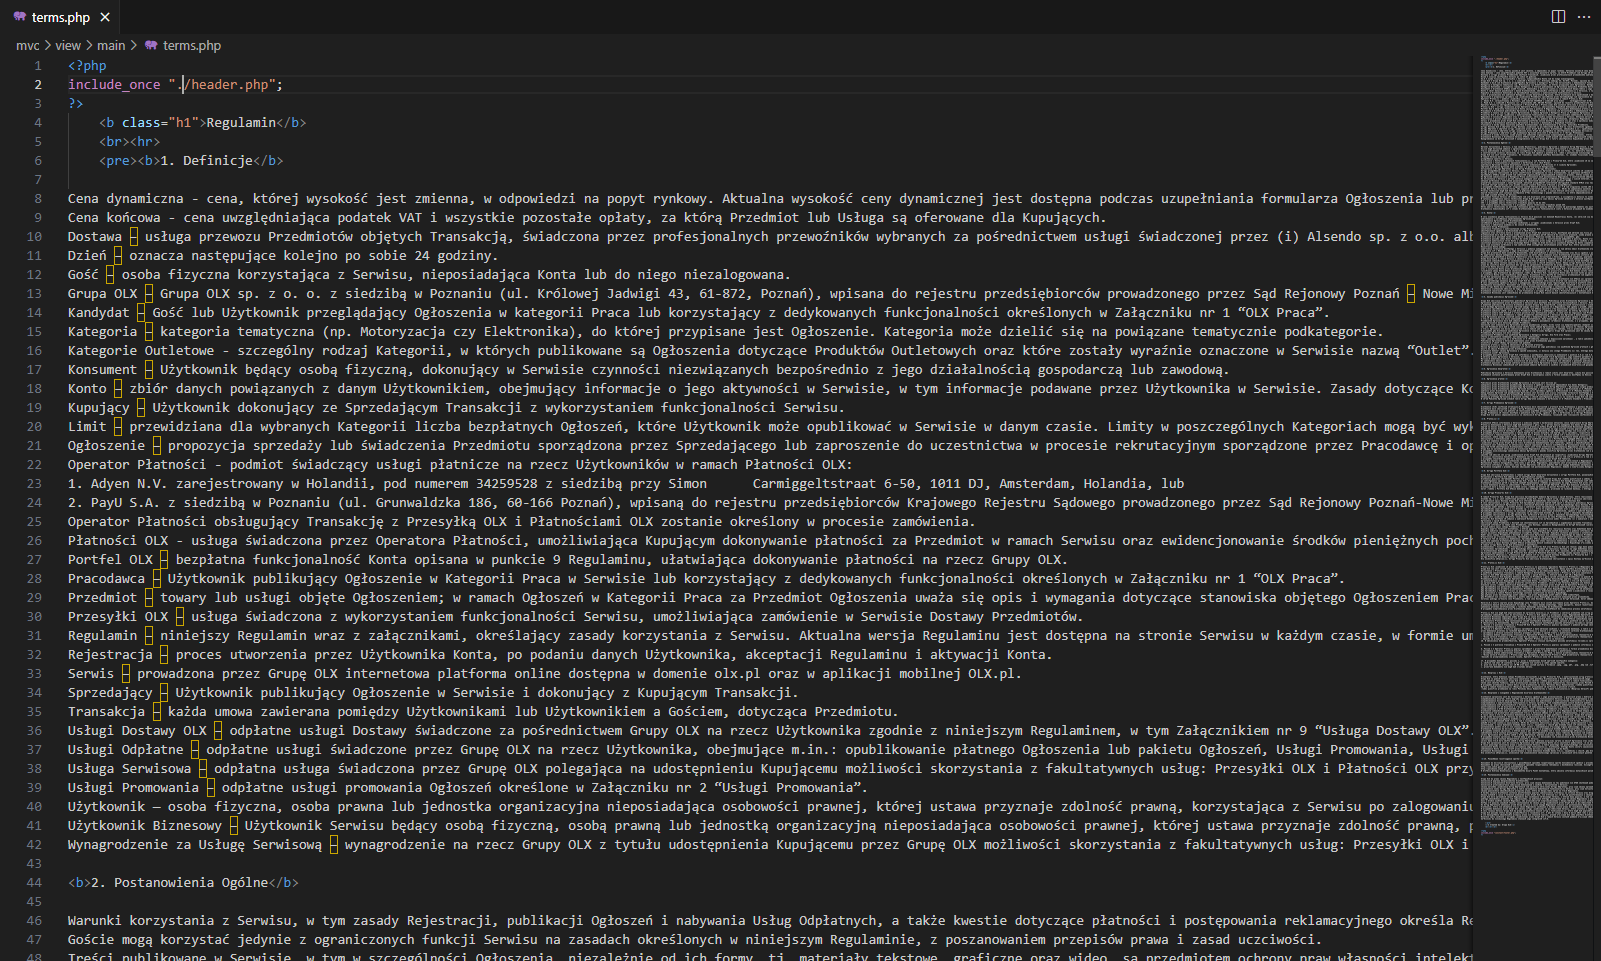 terms.php
mvc > view > main > terms.php
1 <?php
2 include_once "./header.php";
3 ?>
4 <b class="h1">Regulamin</b>
5 <br><hr>
6 <pre><b>1. Definicje</b>
7
8 Cena dynamiczna - cena, której wysokość jest zmienna, w odpowiedzi na popyt rynkowy. Aktualna wysokość ceny dynamicznej jest dostępna podczas uzupełniania formularza Ogłoszenia lub pr
9 Cena końcowa - cena uwzględniająca podatek VAT i wszystkie pozostałe opłaty, za którą Przedmiot lub Usługa są oferowane dla Kupujących.
10 Dostawa – usługa przewozu Przedmiotów objętych Transakcją, świadczona przez profesjonalnych przewoźników wybranych za pośrednictwem usługi świadczonej przez (i) Alsendo sp. z o.o. alb
11 Dzień – oznacza następujące kolejno po sobie 24 godziny.
12 Gość – osoba fizyczna korzystająca z Serwisu, nieposiadająca Konta lub do niego niezalogowana.
13 Grupa OLX – Grupa OLX sp. z o. o. z siedzibą w Poznaniu (ul. Królowej Jadwigi 43, 61-872, Poznań), wpisana do rejestru przedsiębiorców prowadzonego przez Sąd Rejonowy Poznań – Nowe Mi
14 Kandydat – Gość lub Użytkownik przeglądający Ogłoszenia w kategorii Praca lub korzystający z dedykowanych funkcjonalności określonych w Załączniku nr 1 “OLX Praca”.
15 Kategoria – kategoria tematyczna (np. Motoryzacja czy Elektronika), do której przypisane jest Ogłoszenie. Kategoria może dzielić się na powiązane tematycznie podkategorie.
16 Kategorie Outletowe - szczególny rodzaj Kategorii, w których publikowane są Ogłoszenia dotyczące Produktów Outletowych oraz które zostały wyraźnie oznaczone w Serwisie nazwą “Outlet”.
17 Konsument – Użytkownik będący osobą fizyczną, dokonujący w Serwisie czynności niezwiązanych bezpośrednio z jego działalnością gospodarczą lub zawodową.
18 Konto – zbiór danych powiązanych z danym Użytkownikiem, obejmujący informacje o jego aktywności w Serwisie, w tym informacje podawane przez Użytkownika w Serwisie. Zasady dotyczące Ko
19 Kupujący – Użytkownik dokonujący ze Sprzedającym Transakcji z wykorzystaniem funkcjonalności Serwisu.
20 Limit – przewidziana dla wybranych Kategorii liczba bezpłatnych Ogłoszeń, które Użytkownik może opublikować w Serwisie w danym czasie. Limity w poszczególnych Kategoriach mogą być wyk
21 Ogłoszenie – propozycja sprzedaży lub świadczenia Przedmiotu sporządzona przez Sprzedającego lub zaproszenie do uczestnictwa w procesie rekrutacyjnym sporządzone przez Pracodawcę i op
22 Operator Płatności - podmiot świadczący usługi płatnicze na rzecz Użytkowników w ramach Płatności OLX:
23 1. Adyen N.V. zarejestrowany w Holandii, pod numerem 34259528 z siedzibą przy Simon Carmiggeltstraat 6-50, 1011 DJ, Amsterdam, Holandia, lub
24 2. PayU S.A. z siedzibą w Poznaniu (ul. Grunwaldzka 186, 60-166 Poznań), wpisaną do rejestru przedsiębiorców Krajowego Rejestru Sądowego prowadzonego przez Sąd Rejonowy Poznań-Nowe Mi
25 Operator Płatności obsługujący Transakcję z Przesyłką OLX i Płatnościami OLX zostanie określony w procesie zamówienia.
26 Płatności OLX - usługa świadczona przez Operatora Płatności, umożliwiająca Kupującym dokonywanie płatności za Przedmiot w ramach Serwisu oraz ewidencjonowanie środków pieniężnych poch
27 Portfel OLX – bezpłatna funkcjonalność Konta opisana w punkcie 9 Regulaminu, ułatwiająca dokonywanie płatności na rzecz Grupy OLX.
28 Pracodawca – Użytkownik publikujący Ogłoszenie w Kategorii Praca w Serwisie lub korzystający z dedykowanych funkcjonalności określonych w Załączniku nr 1 “OLX Praca”.
29 Przedmiot – towary lub usługi objęte Ogłoszeniem; w ramach Ogłoszeń w Kategorii Praca za Przedmiot Ogłoszenia uważa się opis i wymagania dotyczące stanowiska objętego Ogłoszeniem Prac
30 Przesyłki OLX – usługa świadczona z wykorzystaniem funkcjonalności Serwisu, umożliwiająca zamówienie w Serwisie Dostawy Przedmiotów.
31 Regulamin – niniejszy Regulamin wraz z załącznikami, określający zasady korzystania z Serwisu. Aktualna wersja Regulaminu jest dostępna na stronie Serwisu w każdym czasie, w formie um
32 Rejestracja – proces utworzenia przez Użytkownika Konta, po podaniu danych Użytkownika, akceptacji Regulaminu i aktywacji Konta.
33 Serwis – prowadzona przez Grupę OLX internetowa platforma online dostępna w domenie olx.pl oraz w aplikacji mobilnej OLX.pl.
34 Sprzedający – Użytkownik publikujący Ogłoszenie w Serwisie i dokonujący z Kupującym Transakcji.
35 Transakcja – każda umowa zawierana pomiędzy Użytkownikami lub Użytkownikiem a Gościem, dotycząca Przedmiotu.
36 Usługi Dostawy OLX – odpłatne usługi Dostawy świadczone za pośrednictwem Grupy OLX na rzecz Użytkownika zgodnie z niniejszym Regulaminem, w tym Załącznikiem nr 9 “Usługa Dostawy OLX”.
37 Usługi Odpłatne – odpłatne usługi świadczone przez Grupę OLX na rzecz Użytkownika, obejmujące m.in.: opublikowanie płatnego Ogłoszenia lub pakietu Ogłoszeń, Usługi Promowania, Usługi
38 Usługa Serwisowa – odpłatna usługa świadczona przez Grupę OLX polegająca na udostępnieniu Kupującemu możliwości skorzystania z fakultatywnych usług: Przesyłki OLX i Płatności OLX przy
39 Usługi Promowania – odpłatne usługi promowania Ogłoszeń określone w Załączniku nr 2 “Usługi Promowania”.
40 Użytkownik — osoba fizyczna, osoba prawna lub jednostka organizacyjna nieposiadająca osobowości prawnej, której ustawa przyznaje zdolność prawną, korzystająca z Serwisu po zalogowaniu
41 Użytkownik Biznesowy – Użytkownik Serwisu będący osobą fizyczną, osobą prawną lub jednostką organizacyjną nieposiadająca osobowości prawnej, której ustawa przyznaje zdolność prawną, p
42 Wynagrodzenie za Usługę Serwisową – wynagrodzenie na rzecz Grupy OLX z tytułu udostępnienia Kupującemu przez Grupę OLX możliwości skorzystania z fakultatywnych usług: Przesyłki OLX i
43
44 <b>2. Postanowienia Ogólne</b>
45
46 Warunki korzystania z Serwisu, w tym zasady Rejestracji, publikacji Ogłoszeń i nabywania Usług Odpłatnych, a także kwestie dotyczące płatności i postępowania reklamacyjnego określa Re
47 Goście mogą korzystać jedynie z ograniczonych funkcji Serwisu na zasadach określonych w niniejszym Regulaminie, z poszanowaniem przepisów prawa i zasad uczciwości.
48 Treści publikowane w Serwisie, w tym w szczególności Ogłoszenia, niezależnie od ich formy, tj. materiały tekstowe, graficzne oraz wideo, są przedmiotem ochrony praw własności intelekt